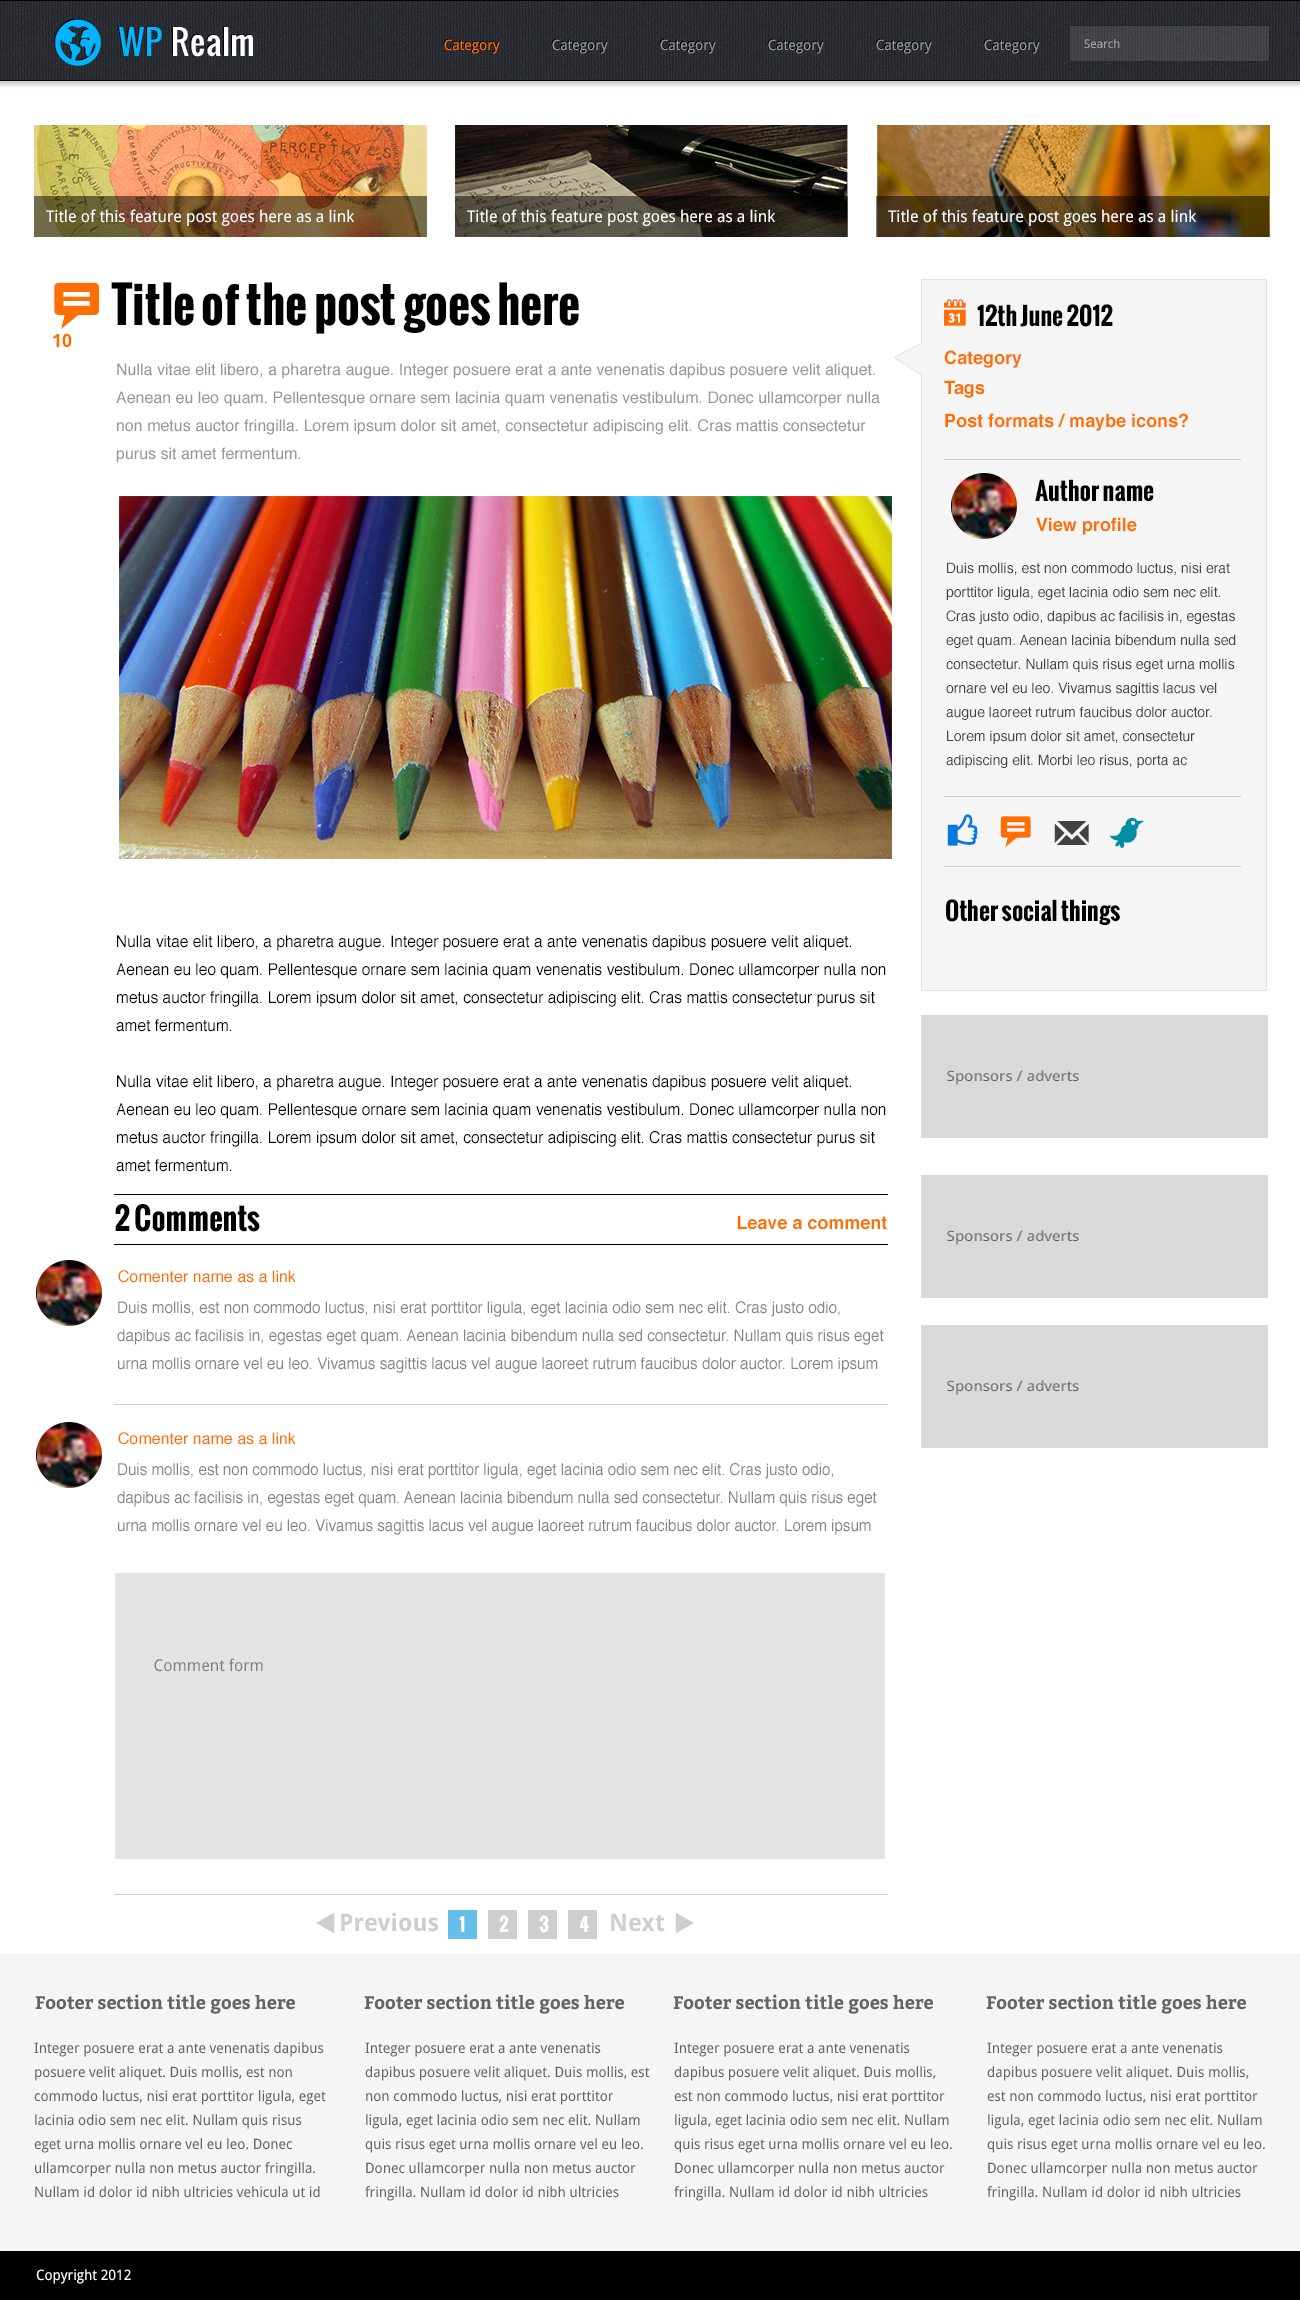 WP Realm
Category Category Category Category Category Category
Search
PERCEPTIVES
Title of this feature post goes here as a link
Title of this feature post goes here as a link
Title of this feature post goes here as a link
10
Title of the post goes here
Nulla vitae elit libero, a pharetra augue. Integer posuere erat a ante venenatis dapibus posuere velit aliquet.
Aenean eu leo quam. Pellentesque ornare sem lacinia quam venenatis vestibulum. Donec ullamcorper nulla
non metus auctor fringilla. Lorem ipsum dolor sit amet, consectetur adipiscing elit. Cras mattis consectetur
purus sit amet fermentum.
Nulla vitae elit libero, a pharetra augue. Integer posuere erat a ante venenatis dapibus posuere velit aliquet.
Aenean eu leo quam. Pellentesque ornare sem lacinia quam venenatis vestibulum. Donec ullamcorper nulla non
metus auctor fringilla. Lorem ipsum dolor sit amet, consectetur adipiscing elit. Cras mattis consectetur purus sit
amet fermentum.
Nulla vitae elit libero, a pharetra augue. Integer posuere erat a ante venenatis dapibus posuere velit aliquet.
Aenean eu leo quam. Pellentesque ornare sem lacinia quam venenatis vestibulum. Donec ullamcorper nulla non
metus auctor fringilla. Lorem ipsum dolor sit amet, consectetur adipiscing elit. Cras mattis consectetur purus sit
amet fermentum.
2 Comments
Leave a comment
Comenter name as a link
Duis mollis, est non commodo luctus, nisi erat porttitor ligula, eget lacinia odio sem nec elit. Cras justo odio,
dapibus ac facilisis in, egestas eget quam. Aenean lacinia bibendum nulla sed consectetur. Nullam quis risus eget
urna mollis ornare vel eu leo. Vivamus sagittis lacus vel augue laoreet rutrum faucibus dolor auctor. Lorem ipsum
Comenter name as a link
Duis mollis, est non commodo luctus, nisi erat porttitor ligula, eget lacinia odio sem nec elit. Cras justo odio,
dapibus ac facilisis in, egestas eget quam. Aenean lacinia bibendum nulla sed consectetur. Nullam quis risus eget
urna mollis ornare vel eu leo. Vivamus sagittis lacus vel augue laoreet rutrum faucibus dolor auctor. Lorem ipsum
Comment form
Previous 1 2 3 4 Next
31 12th June 2012
Category
Tags
Post formats / maybe icons?
Author name
View profile
Duis mollis, est non commodo luctus, nisi erat
porttitor ligula, eget lacinia odio sem nec elit.
Cras justo odio, dapibus ac facilisis in, egestas
eget quam. Aenean lacinia bibendum nulla sed
consectetur. Nullam quis risus eget urna mollis
ornare vel eu leo. Vivamus sagittis lacus vel
augue laoreet rutrum faucibus dolor auctor.
Lorem ipsum dolor sit amet, consectetur
adipiscing elit. Morbi leo risus, porta ac
Other social things
Sponsors / adverts
Sponsors / adverts
Sponsors / adverts
Footer section title goes here
Integer posuere erat a ante venenatis dapibus
posuere velit aliquet. Duis mollis, est non
commodo luctus, nisi erat porttitor ligula, eget
lacinia odio sem nec elit. Nullam quis risus
eget urna mollis ornare vel eu leo. Donec
ullamcorper nulla non metus auctor fringilla.
Nullam id dolor id nibh ultricies vehicula ut id
Footer section title goes here
Integer posuere erat a ante venenatis
dapibus posuere velit aliquet. Duis mollis, est
non commodo luctus, nisi erat porttitor
ligula, eget lacinia odio sem nec elit. Nullam
quis risus eget urna mollis ornare vel eu leo.
Donec ullamcorper nulla non metus auctor
fringilla. Nullam id dolor id nibh ultricies
Footer section title goes here
Integer posuere erat a ante venenatis
dapibus posuere velit aliquet. Duis mollis,
est non commodo luctus, nisi erat porttitor
ligula, eget lacinia odio sem nec elit. Nullam
quis risus eget urna mollis ornare vel eu leo.
Donec ullamcorper nulla non metus auctor
fringilla. Nullam id dolor id nibh ultricies
Footer section title goes here
Integer posuere erat a ante venenatis
dapibus posuere velit aliquet. Duis mollis,
est non commodo luctus, nisi erat porttitor
ligula, eget lacinia odio sem nec elit. Nullam
quis risus eget urna mollis ornare vel eu leo.
Donec ullamcorper nulla non metus auctor
fringilla. Nullam id dolor id nibh ultricies
Copyright 2012